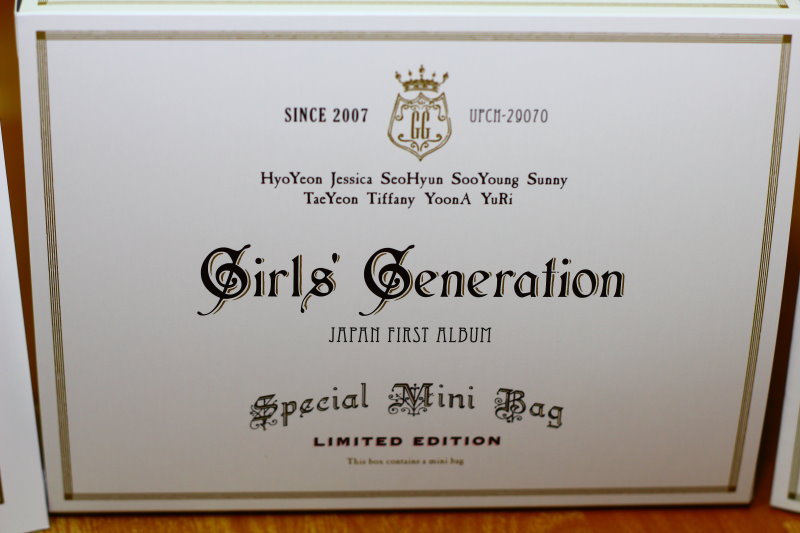 SINCE 2007 GG UPCH-29070
HyoYeon Jessica SeoHyun SooYoung Sunny
TaeYeon Tiffany YoonA YuRi
Girls' Generation
JAPAN FIRST ALBUM
Special Mini Bag
LIMITED EDITION
This box contains a mini bag